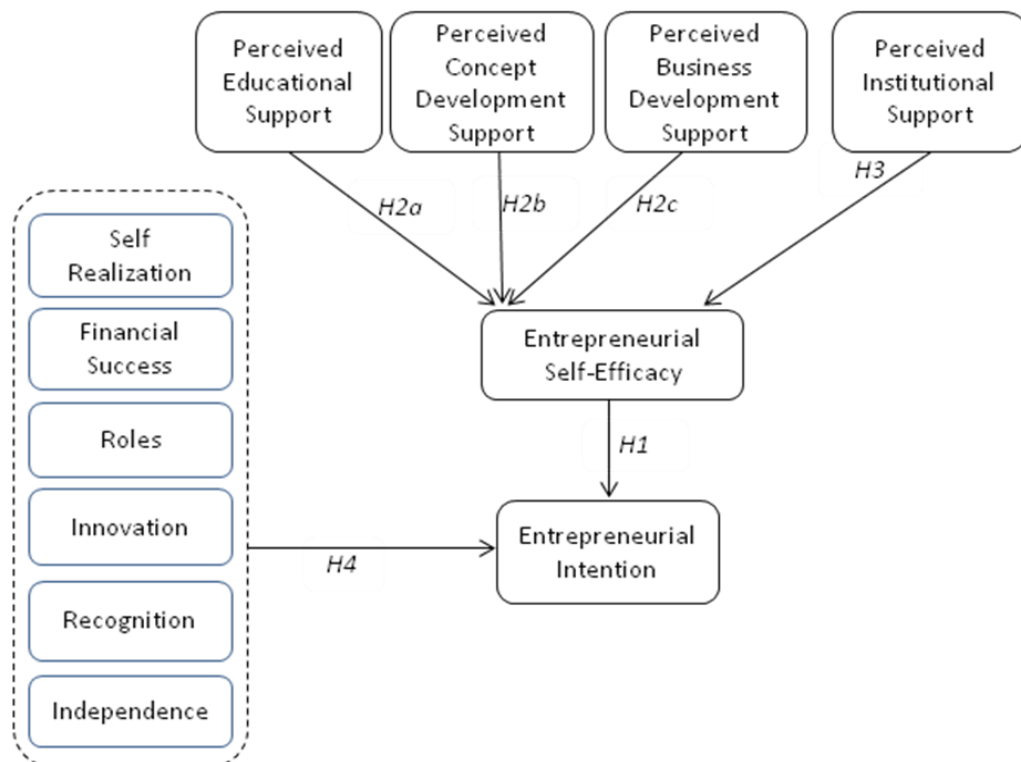 Perceived
Educational
Support
Perceived
Concept
Development
Support
Perceived
Business
Development
Support
Perceived
Institutional
Support
H2a
H2b
H2c
H3
Self
Realization
Financial
Success
Roles
Innovation
Recognition
Independence
Entrepreneurial
Self-Efficacy
H1
H4
Entrepreneurial
Intention